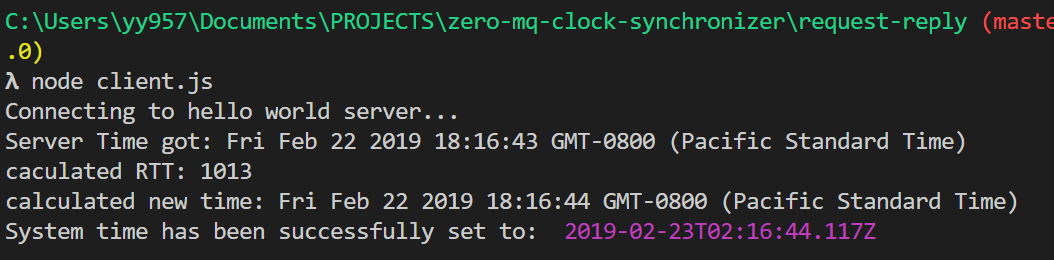 C:\Users\yy957\Documents\PROJECTS\zero-mq-clock-synchronizer\request-reply (maste
.0)
λ node client.js
Connecting to hello world server...
Server Time got: Fri Feb 22 2019 18:16:43 GMT-0800 (Pacific Standard Time)
caculated RTT: 1013
calculated new time: Fri Feb 22 2019 18:16:44 GMT-0800 (Pacific Standard Time)
System time has been successfully set to:  2019-02-23T02:16:44.117Z